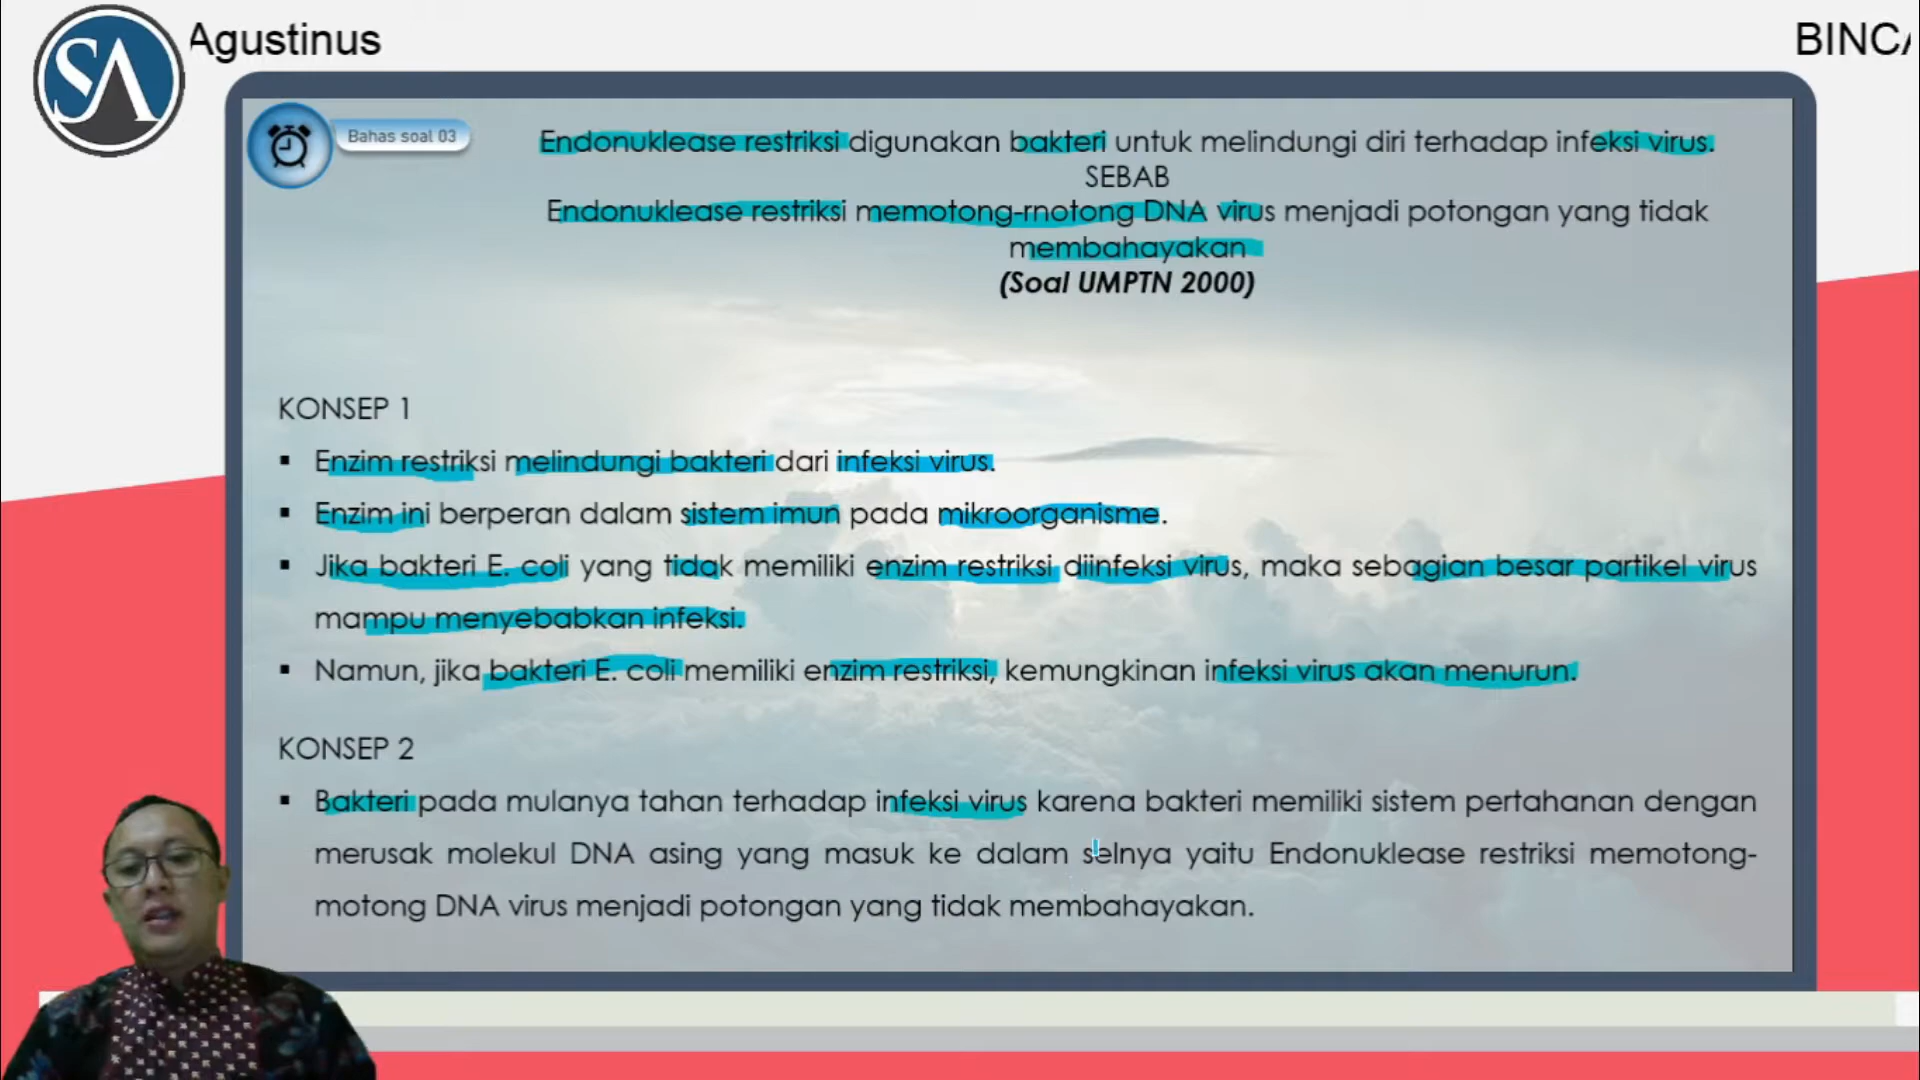 SA
Agustinus
BINCA
Bahas soal 03
Endonuklease restriksi digunakan bakteri untuk melindungi diri terhadap infeksi virus.
SEBAB
Endonuklease restriksi memotong-rnotong DNA virus menjadi potongan yang tidak
membahayakan
(Soal UMPTN 2000)
KONSEP 1
▪ Enzim restriksi melindungi bakteri dari infeksi virus.
▪ Enzim ini berperan dalam sistem imun pada mikroorganisme.
▪ Jika bakteri E. coli yang tidak memiliki enzim restriksi diinfeksi virus, maka sebagian besar partikel virus
mampu menyebabkan infeksi.
▪ Namun, jika bakteri E. coli memiliki enzim restriksi, kemungkinan infeksi virus akan menurun.
KONSEP 2
▪ Bakteri pada mulanya tahan terhadap infeksi virus karena bakteri memiliki sistem pertahanan dengan
merusak molekul DNA asing yang masuk ke dalam selnya yaitu Endonuklease restriksi memotong-
motong DNA virus menjadi potongan yang tidak membahayakan.